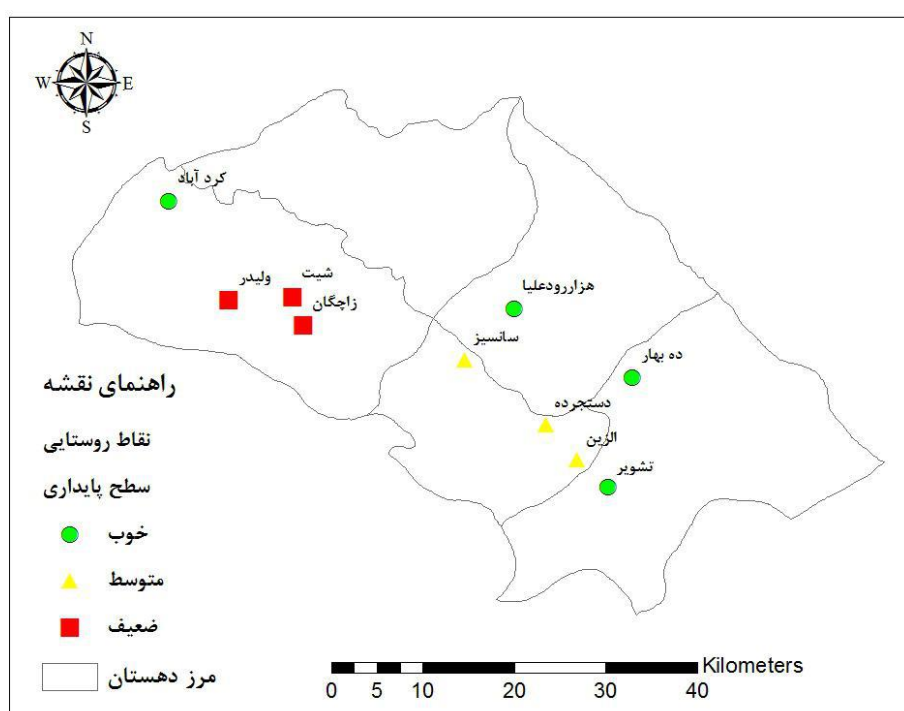 N
W E
S
کرد آباد
ولیدر
شیت
زاچگان
هزاررودعلیا
سانسیز
ده بهار
دستجرده
الزین
تشویر
راهنمای نقشه
نقاط روستایی
سطح پایداری
خوب
متوسط
ضعیف
مرز دهستان
Kilometers
0 5 10 20 30 40